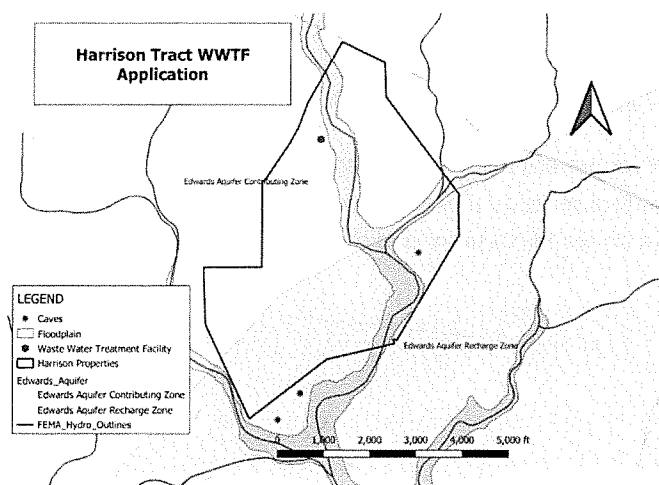 Harrison Tract WWTF
Application
Edwards Aquifer Contributing Zone
LEGEND
Caves
Floodplain
Waste Water Treatment Facility
Harrison Properties
Edwards_Aquifer
Edwards Aquifer Contributing Zone
Edwards Aquifer Recharge Zone
FEMA_Hydro_Outlines
Edwards Aquifer Recharge Zone
0 1,000 2,000 3,000 4,000 5,000 ft